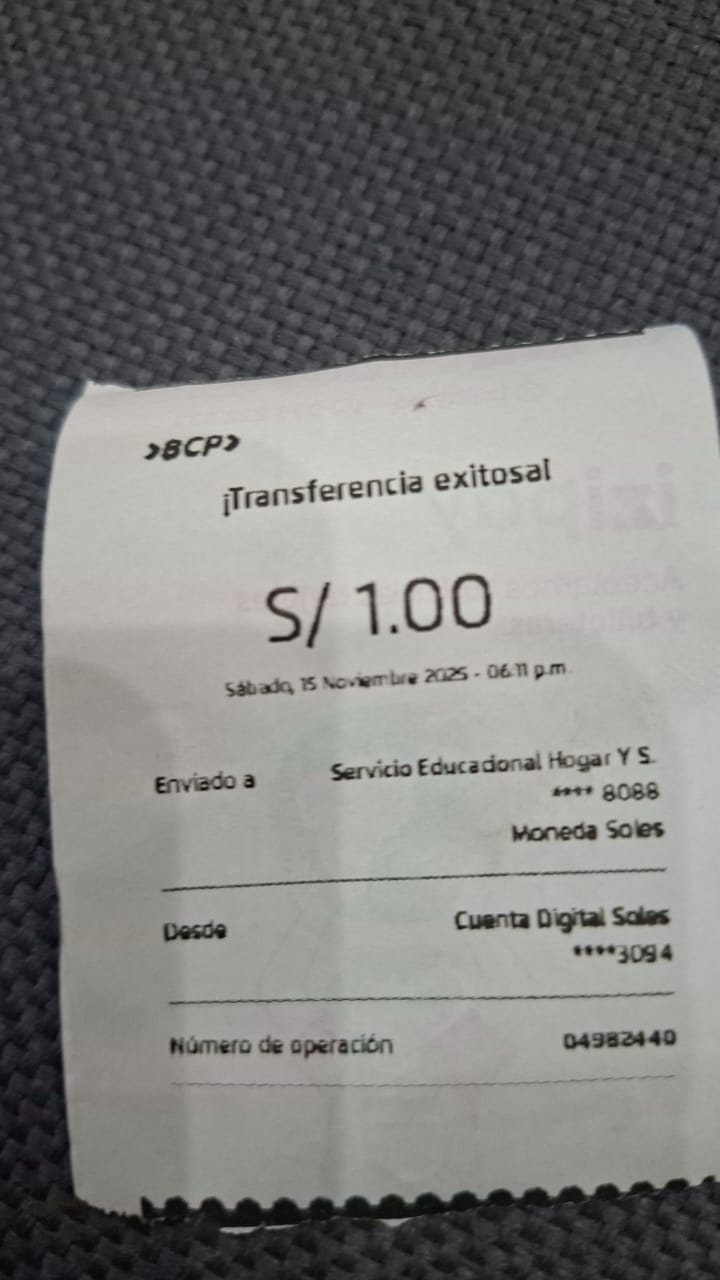 ›BCP›
¡Transferencia exitosa!
S/ 1.00
Sábado, 15 Noviembre 2025 - 06:11 p.m.
Enviado a Servicio Educacional Hogar Y S.
**** 8088
Moneda Soles
Desde Cuenta Digital Soles
****3094
Número de operación 04982440